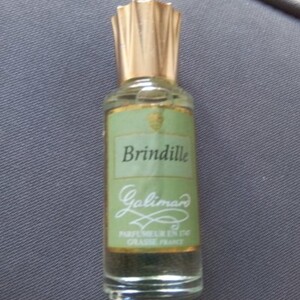 Brindille
Galimard
PARFUMEUR EN 1747
GRASSE-FRANCE